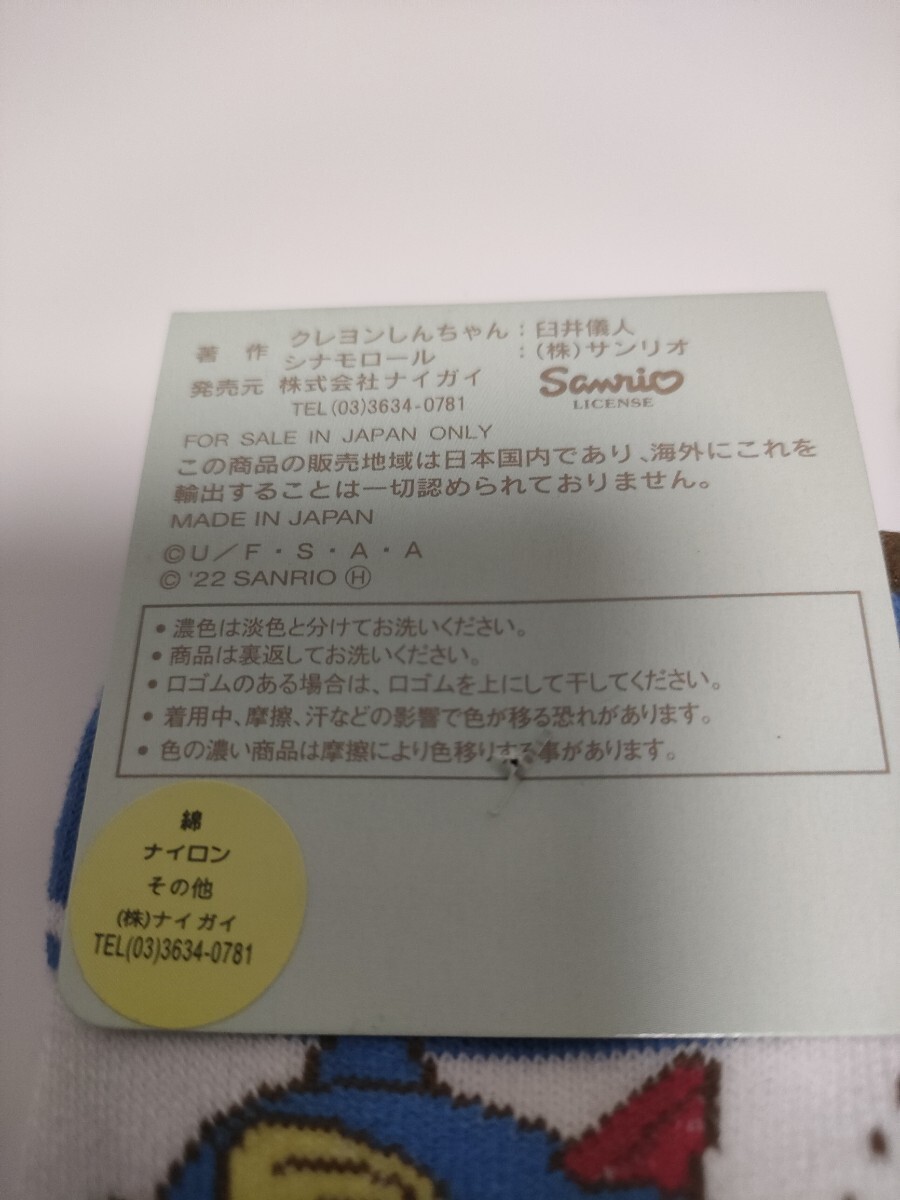 著作 クレヨンしんちゃん : 臼井儀人
シナモロール : (株)サンリオ
発売元 株式会社ナイガイ
TEL(03)3634-0781
Sanrio
LICENSE
FOR SALE IN JAPAN ONLY
この商品の販売地域は日本国内であり、海外にこれを
輸出することは一切認められておりません。
MADE IN JAPAN
©U/F・S・A・A
© '22 SANRIO Ⓗ
• 濃色は淡色と分けてお洗いください。
• 商品は裏返してお洗いください。
• 口ゴムのある場合は、口ゴムを上にして干してください。
• 着用中、摩擦、汗などの影響で色が移る恐れがあります。
• 色の濃い商品は摩擦により色移りする事があります。
綿
ナイロン
その他
(株)ナイガイ
TEL(03)3634-0781